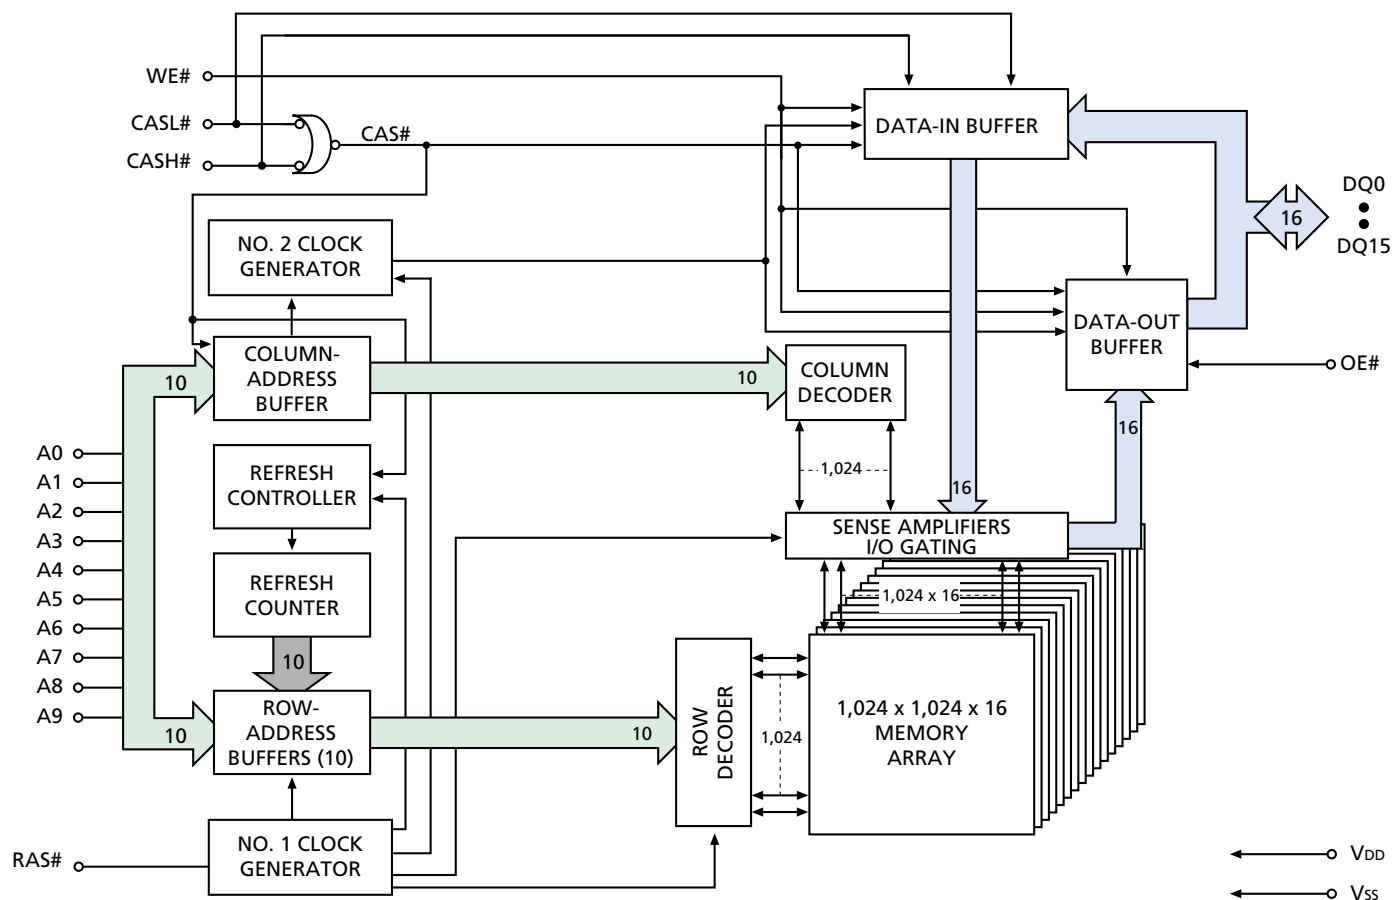 WE#
CASL#
CASH#
CAS#
DATA-IN BUFFER
DQ0
16
DQ15
NO. 2 CLOCK
GENERATOR
DATA-OUT
BUFFER
OE#
COLUMN-
ADDRESS
BUFFER
10
10
COLUMN
DECODER
16
A0
A1
A2
A3
A4
A5
A6
A7
A8
A9
REFRESH
CONTROLLER
1,024
16
SENSE AMPLIFIERS
I/O GATING
REFRESH
COUNTER
1,024 x 16
10
ROW-
ADDRESS
BUFFERS (10)
10
10
ROW
DECODER
1,024
1,024 x 1,024 x 16
MEMORY
ARRAY
RAS#
NO. 1 CLOCK
GENERATOR
VDD
VSS